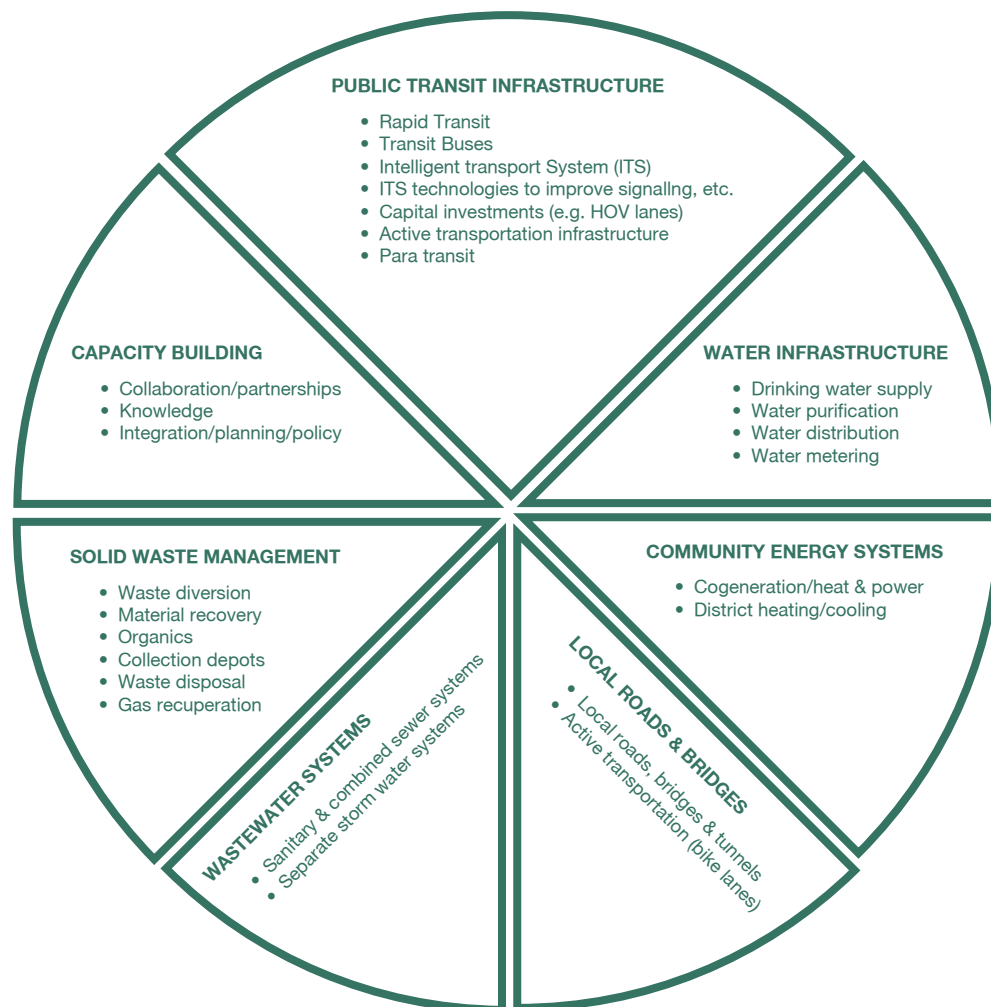 PUBLIC TRANSIT INFRASTRUCTURE
• Rapid Transit
• Transit Buses
• Intelligent transport System (ITS)
• ITS technologies to improve signallng, etc.
• Capital investments (e.g. HOV lanes)
• Active transportation infrastructure
• Para transit
CAPACITY BUILDING
• Collaboration/partnerships
• Knowledge
• Integration/planning/policy
WATER INFRASTRUCTURE
• Drinking water supply
• Water purification
• Water distribution
• Water metering
SOLID WASTE MANAGEMENT
• Waste diversion
• Material recovery
• Organics
• Collection depots
• Waste disposal
• Gas recuperation
COMMUNITY ENERGY SYSTEMS
• Cogeneration/heat & power
• District heating/cooling
WASTEWATER SYSTEMS
• Sanitary & combined sewer systems
• Separate storm water systems
LOCAL ROADS & BRIDGES
• Local roads, bridges & tunnels
• Active transportation (bike lanes)